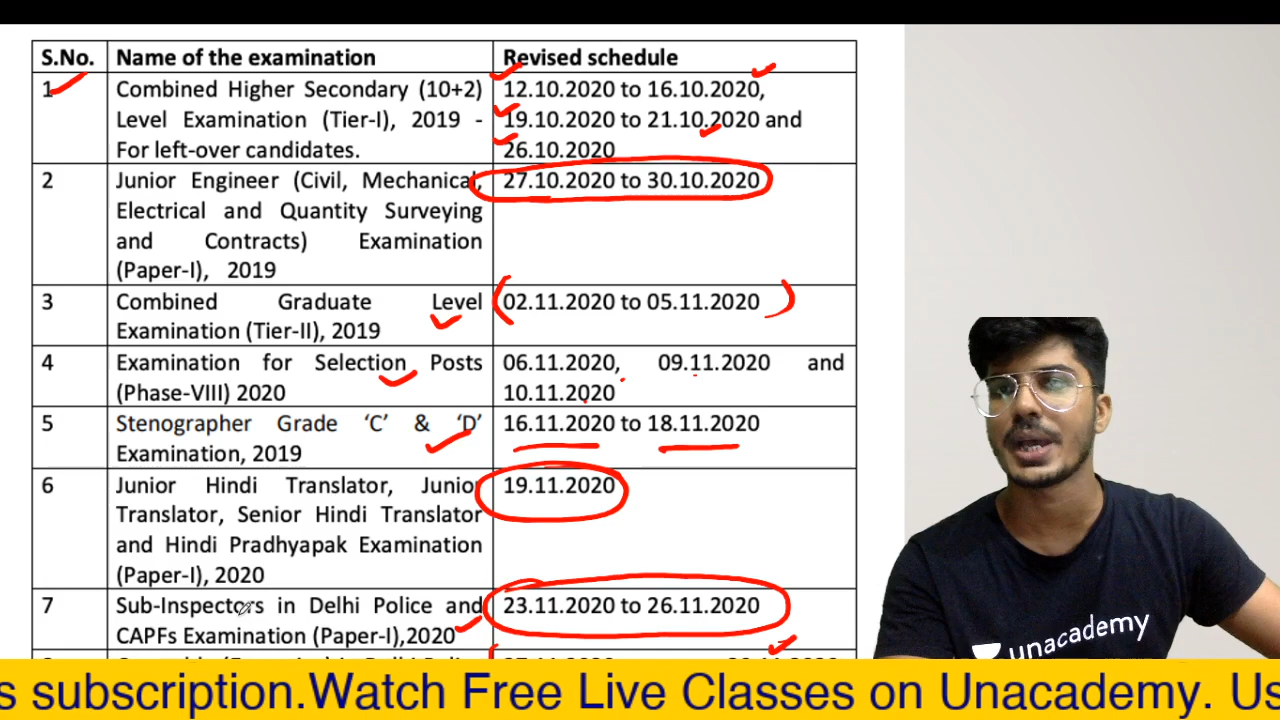 S.No. Name of the examination Revised schedule
1 Combined Higher Secondary (10+2) 12.10.2020 to 16.10.2020,
Level Examination (Tier-I), 2019 - 19.10.2020 to 21.10.2020 and
For left-over candidates. 26.10.2020
2 Junior Engineer (Civil, Mechanical, 27.10.2020 to 30.10.2020
Electrical and Quantity Surveying
and Contracts) Examination
(Paper-I), 2019
3 Combined Graduate Level 02.11.2020 to 05.11.2020
Examination (Tier-II), 2019
4 Examination for Selection Posts 06.11.2020, 09.11.2020 and
(Phase-VIII) 2020 10.11.2020
5 Stenographer Grade ‘C’ & ‘D’ 16.11.2020 to 18.11.2020
Examination, 2019
6 Junior Hindi Translator, Junior 19.11.2020
Translator, Senior Hindi Translator
and Hindi Pradhyapak Examination
(Paper-I), 2020
7 Sub-Inspectors in Delhi Police and 23.11.2020 to 26.11.2020
CAPFs Examination (Paper-I),2020
unacademy
s subscription.Watch Free Live Classes on Unacademy. Us